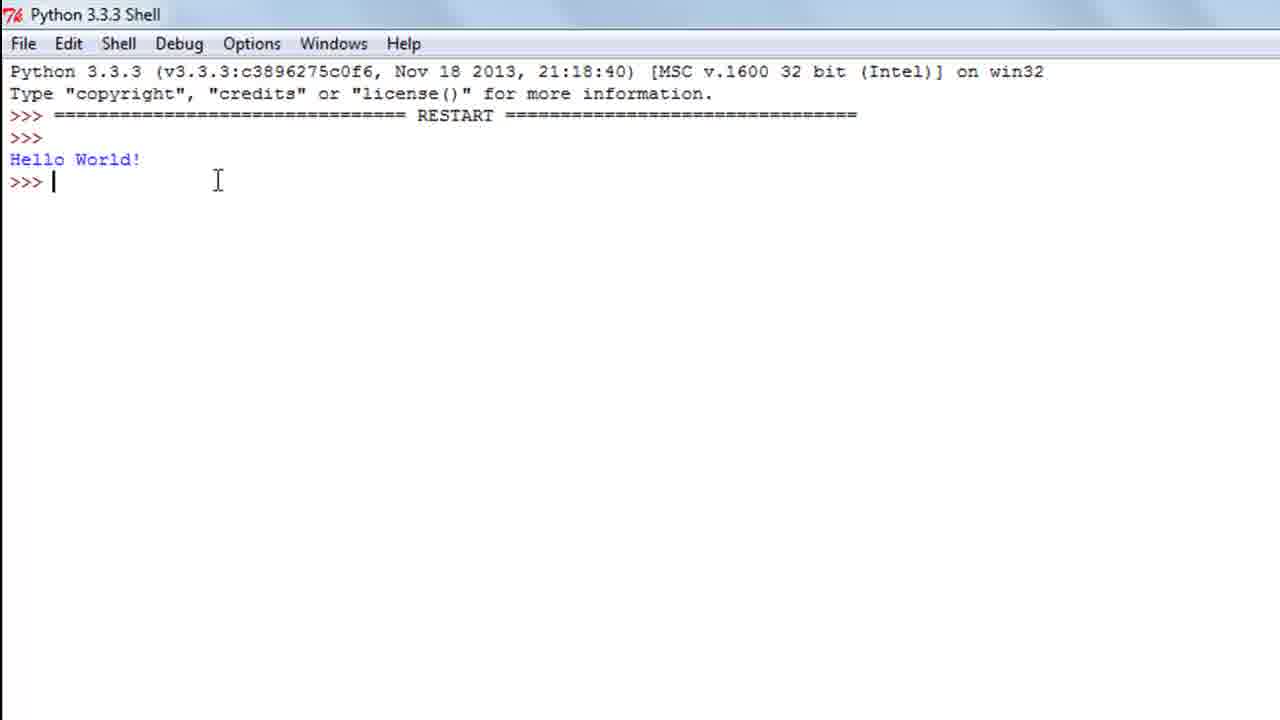 Python 3.3.3 Shell
File Edit Shell Debug Options Windows Help
Python 3.3.3 (v3.3.3:c3896275c0f6, Nov 18 2013, 21:18:40) [MSC v.1600 32 bit (Intel)] on win32
Type "copyright", "credits" or "license()" for more information.
>>> ================================ RESTART ================================
>>>
Hello World!
>>>